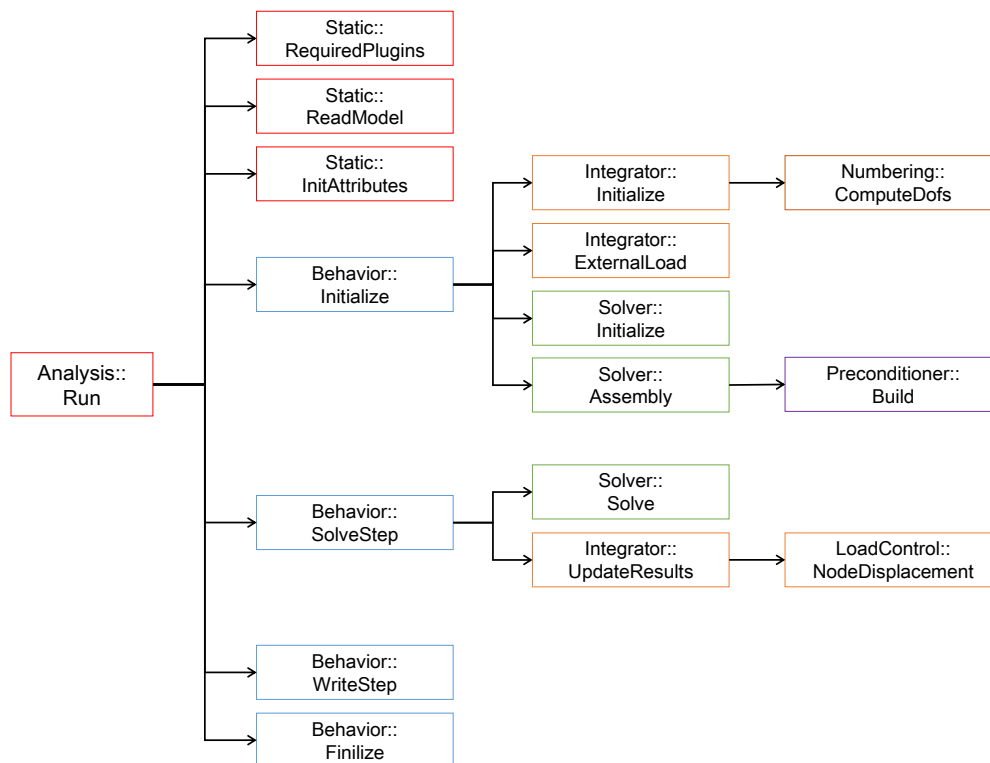 Static::
RequiredPlugins
Static::
ReadModel
Static::
InitAttributes
Integrator::
Initialize
Numbering::
ComputeDofs
Integrator::
ExternalLoad
Behavior::
Initialize
Solver::
Initialize
Analysis::
Run
Solver::
Assembly
Preconditioner::
Build
Solver::
Solve
Behavior::
SolveStep
Integrator::
UpdateResults
LoadControl::
NodeDisplacement
Behavior::
WriteStep
Behavior::
Finilize